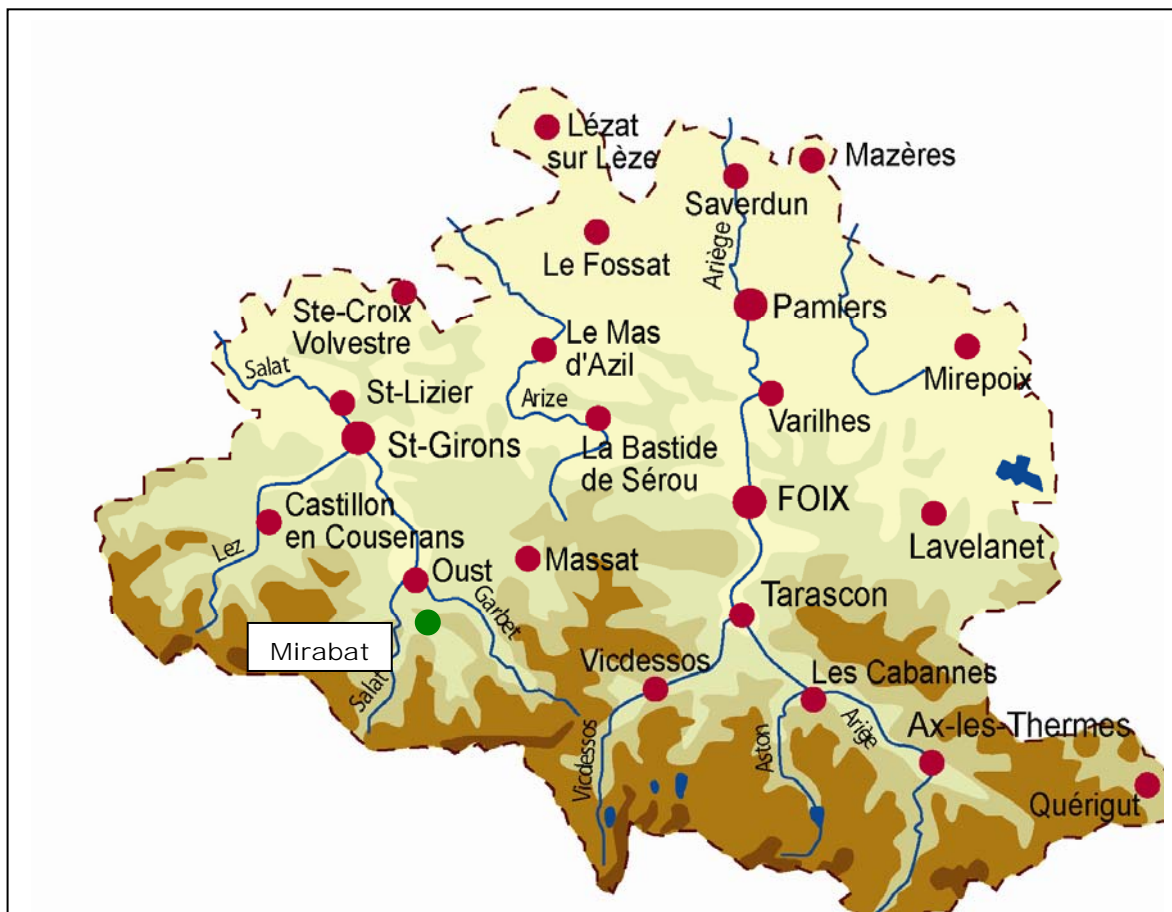 Lézat
sur Lèze
Mazères
Saverdun
Le Fossat
Ariège
Pamiers
Ste-Croix
Volvestre
Le Mas
d'Azil
Mirepoix
Salat
St-Lizier
Arize
Varilhes
St-Girons
La Bastide
de Sérou
FOIX
Castillon
en Couserans
Lavelanet
Lez
Oust
Massat
Garbet
Tarascon
Mirabat
Vicdessos
Les Cabannes
Salat
Ariège
Ax-les-Thermes
Vicdessos
Aston
Quérigut